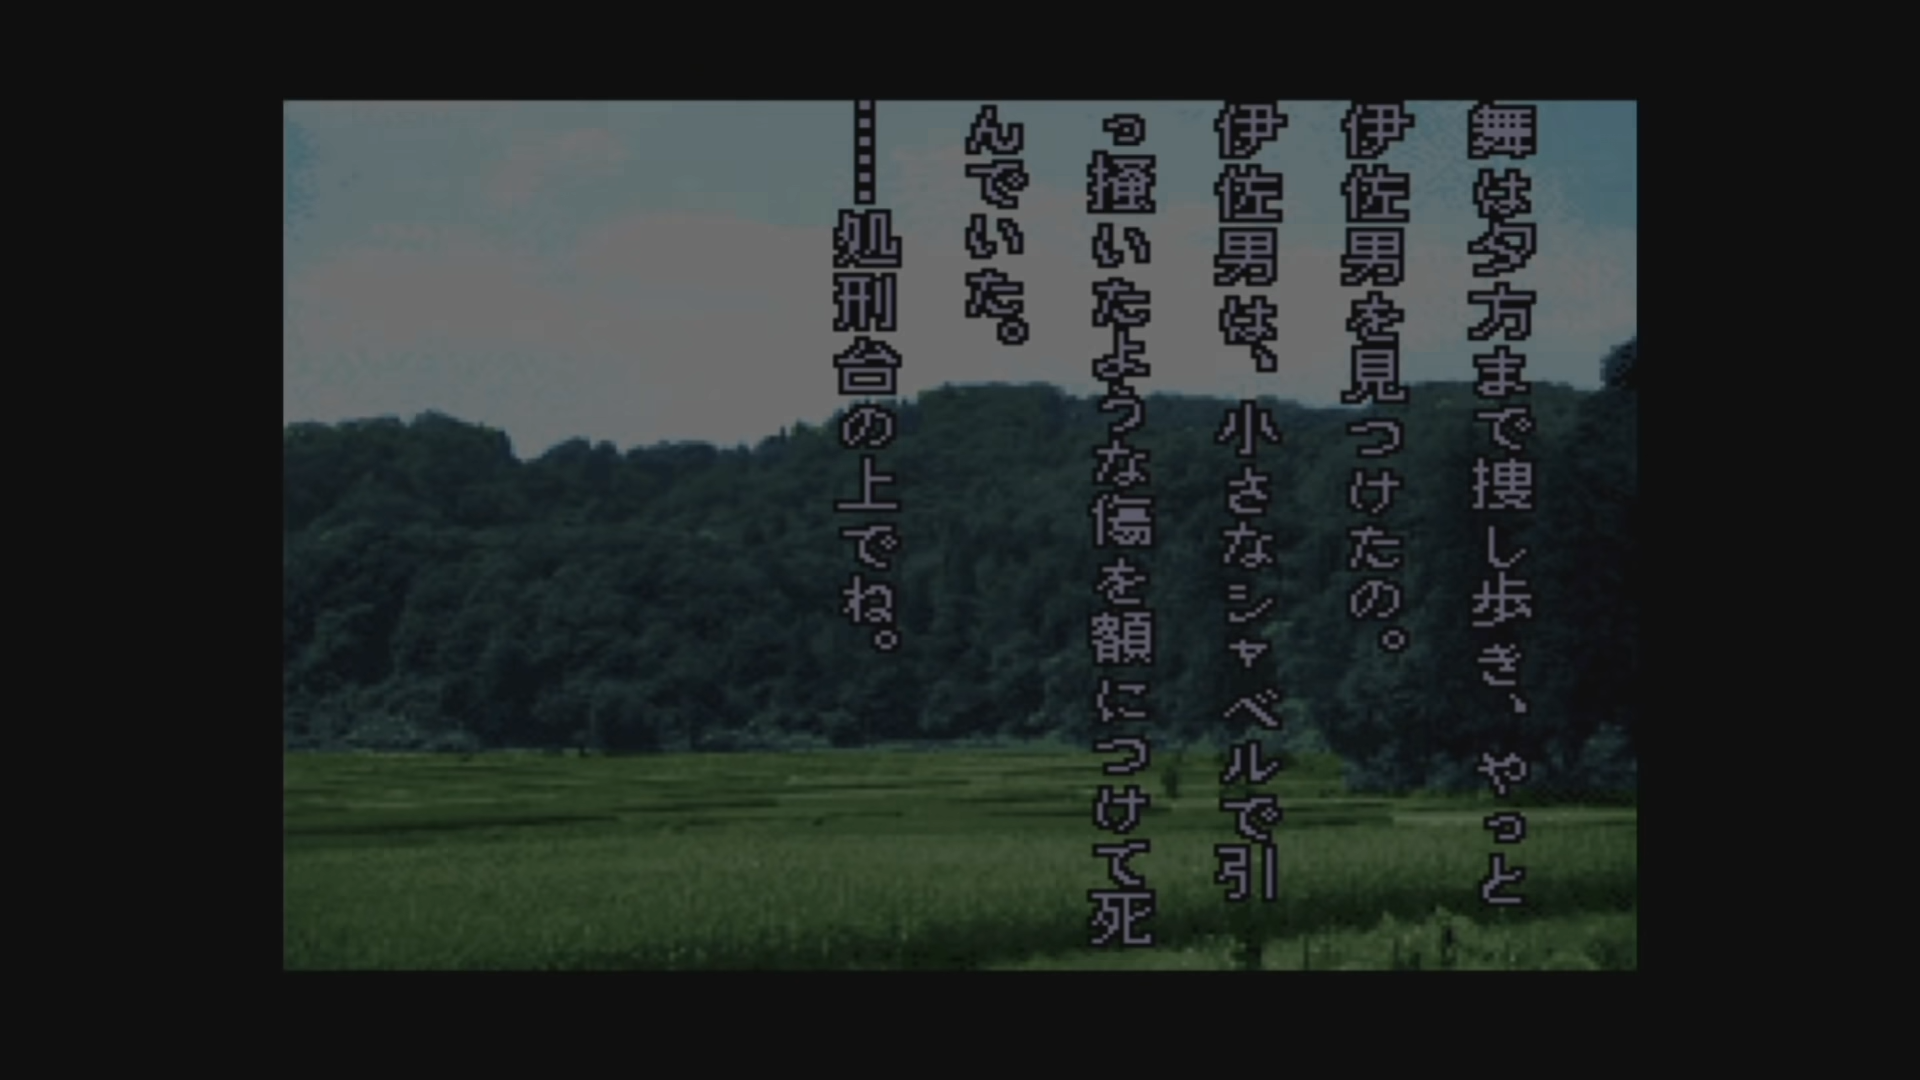 舞は夕方まで捜し歩き、やっと
伊佐男を見つけたの。
伊佐男は、小さなシャベルで引
っ掻いたような傷を額につけて死
んでいた。
……処刑台の上でね。